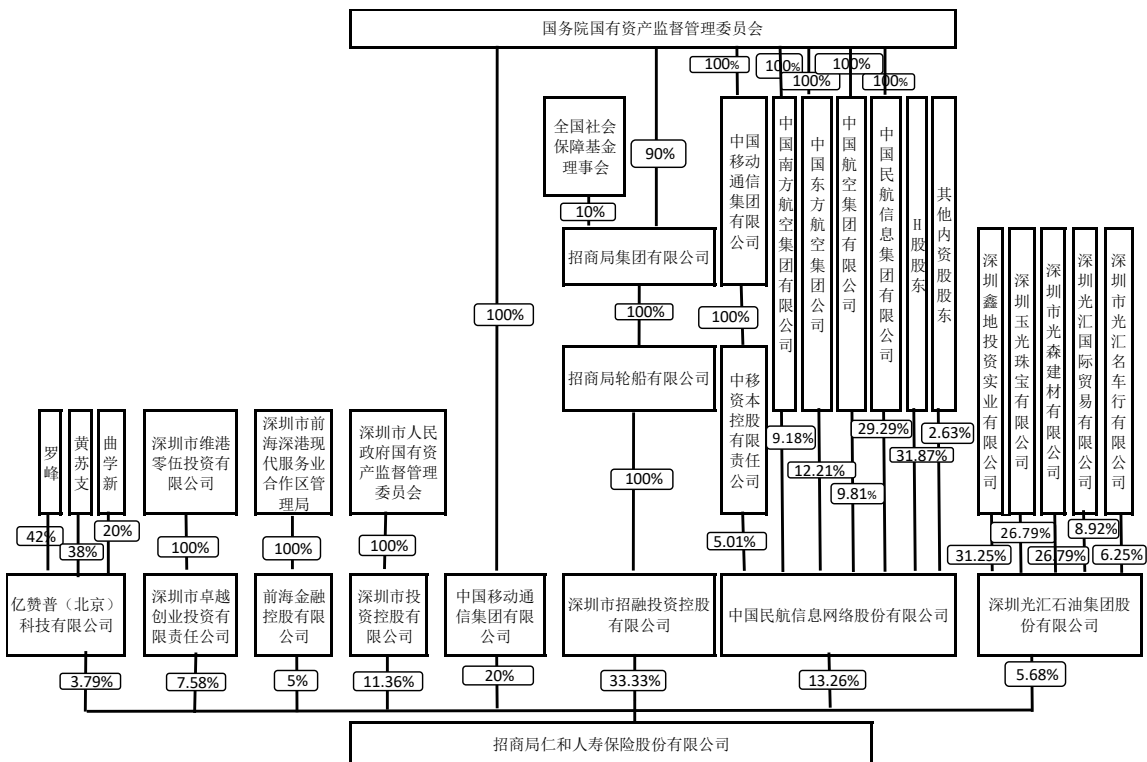 国务院国有资产监督管理委员会
100%
100%
100%
100%
100%
全国社会
保障基金
理事会
90%
10%
中国
移动
通信
集团
有限
公司
中国南方航空集团有限公司
中国东方航空集团公司
中国航空集团有限公司
中国民航信息集团有限公司
H股股东
其他内资股股东
招商局集团有限公司
100%
100%
100%
招商局轮船有限公司
中移
资本
控股
有限
责任
公司
深圳鑫地投资实业有限公司
深圳玉光珠宝有限公司
深圳市光森建材有限公司
深圳光汇国际贸易有限公司
深圳市光汇名车行有限公司
罗峰
黄苏支
曲学新
深圳市维港
零伍投资有
限公司
深圳市前
海深港现
代服务业
合作区管
理局
深圳市人民
政府国有资
产监督管理
委员会
9.18%
12.21%
9.81%
29.29%
31.87%
2.63%
100%
42%
38%
20%
100%
100%
100%
5.01%
31.25%
26.79%
26.79%
8.92%
6.25%
亿赞普（北京）
科技有限公司
深圳市卓越
创业投资有
限责任公司
前海金融
控股有限
公司
深圳市投
资控股有
限公司
中国移动通
信集团有限
公司
深圳市招融投资控股
有限公司
中国民航信息网络股份有限公司
深圳光汇石油集团股
份有限公司
3.79%
7.58%
5%
11.36%
20%
33.33%
13.26%
5.68%
招商局仁和人寿保险股份有限公司